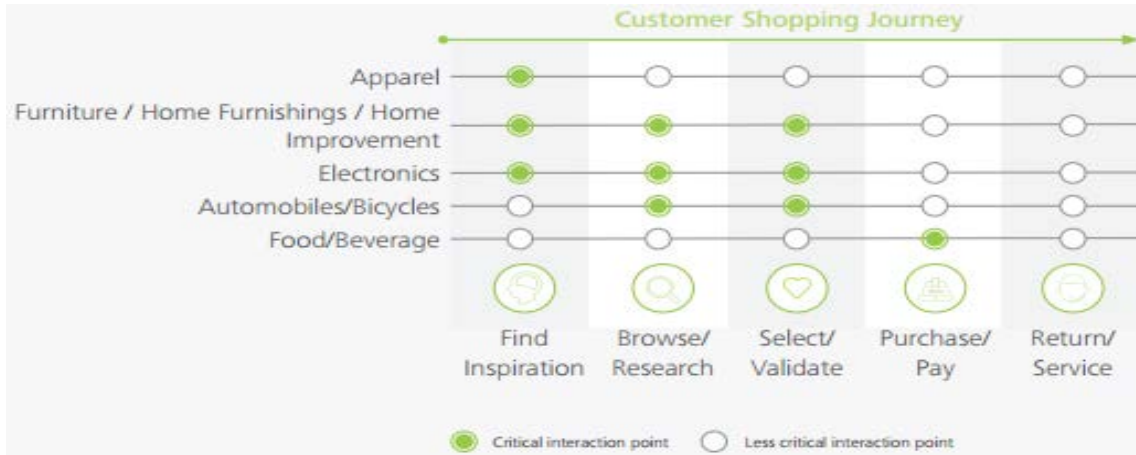 Customer Shopping Journey
Apparel
Furniture / Home Furnishings / Home
Improvement
Electronics
Automobiles/Bicycles
Food/Beverage
Find
Inspiration
Browse/
Research
Select/
Validate
Purchase/
Pay
Return/
Service
Critical interaction point
Less critical interaction point